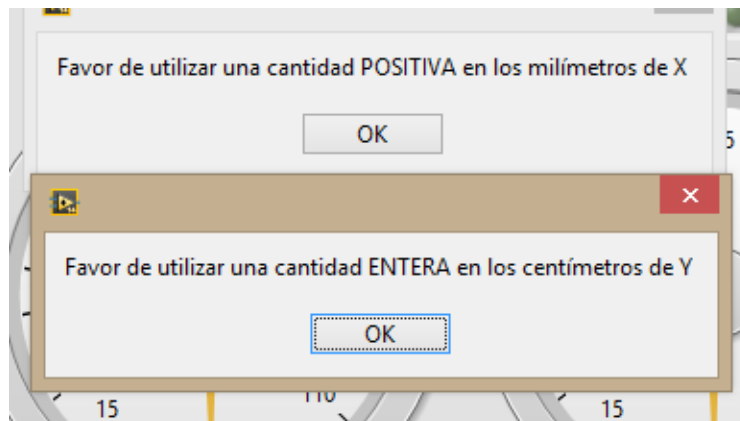 Favor de utilizar una cantidad POSITIVA en los milímetros de X
OK
5
Favor de utilizar una cantidad ENTERA en los centímetros de Y
OK
15
110
15